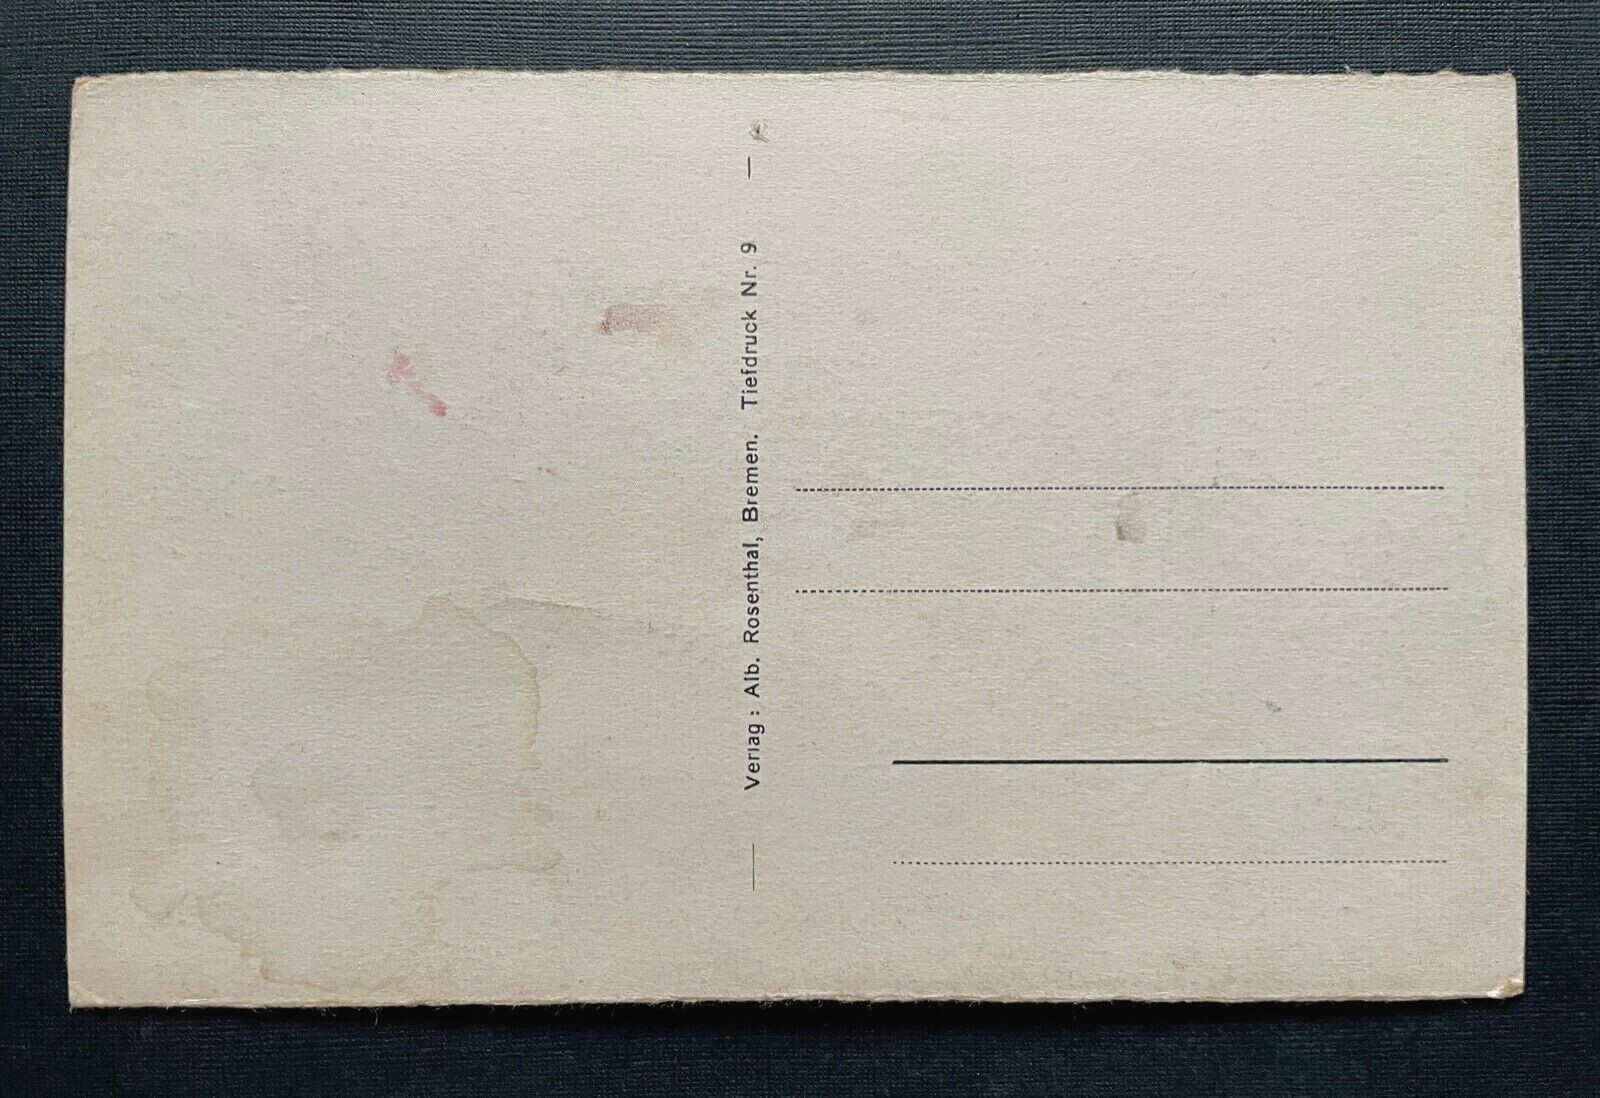 Verlag: Alb. Rosenthal, Bremen. Tiefdruck Nr. 9